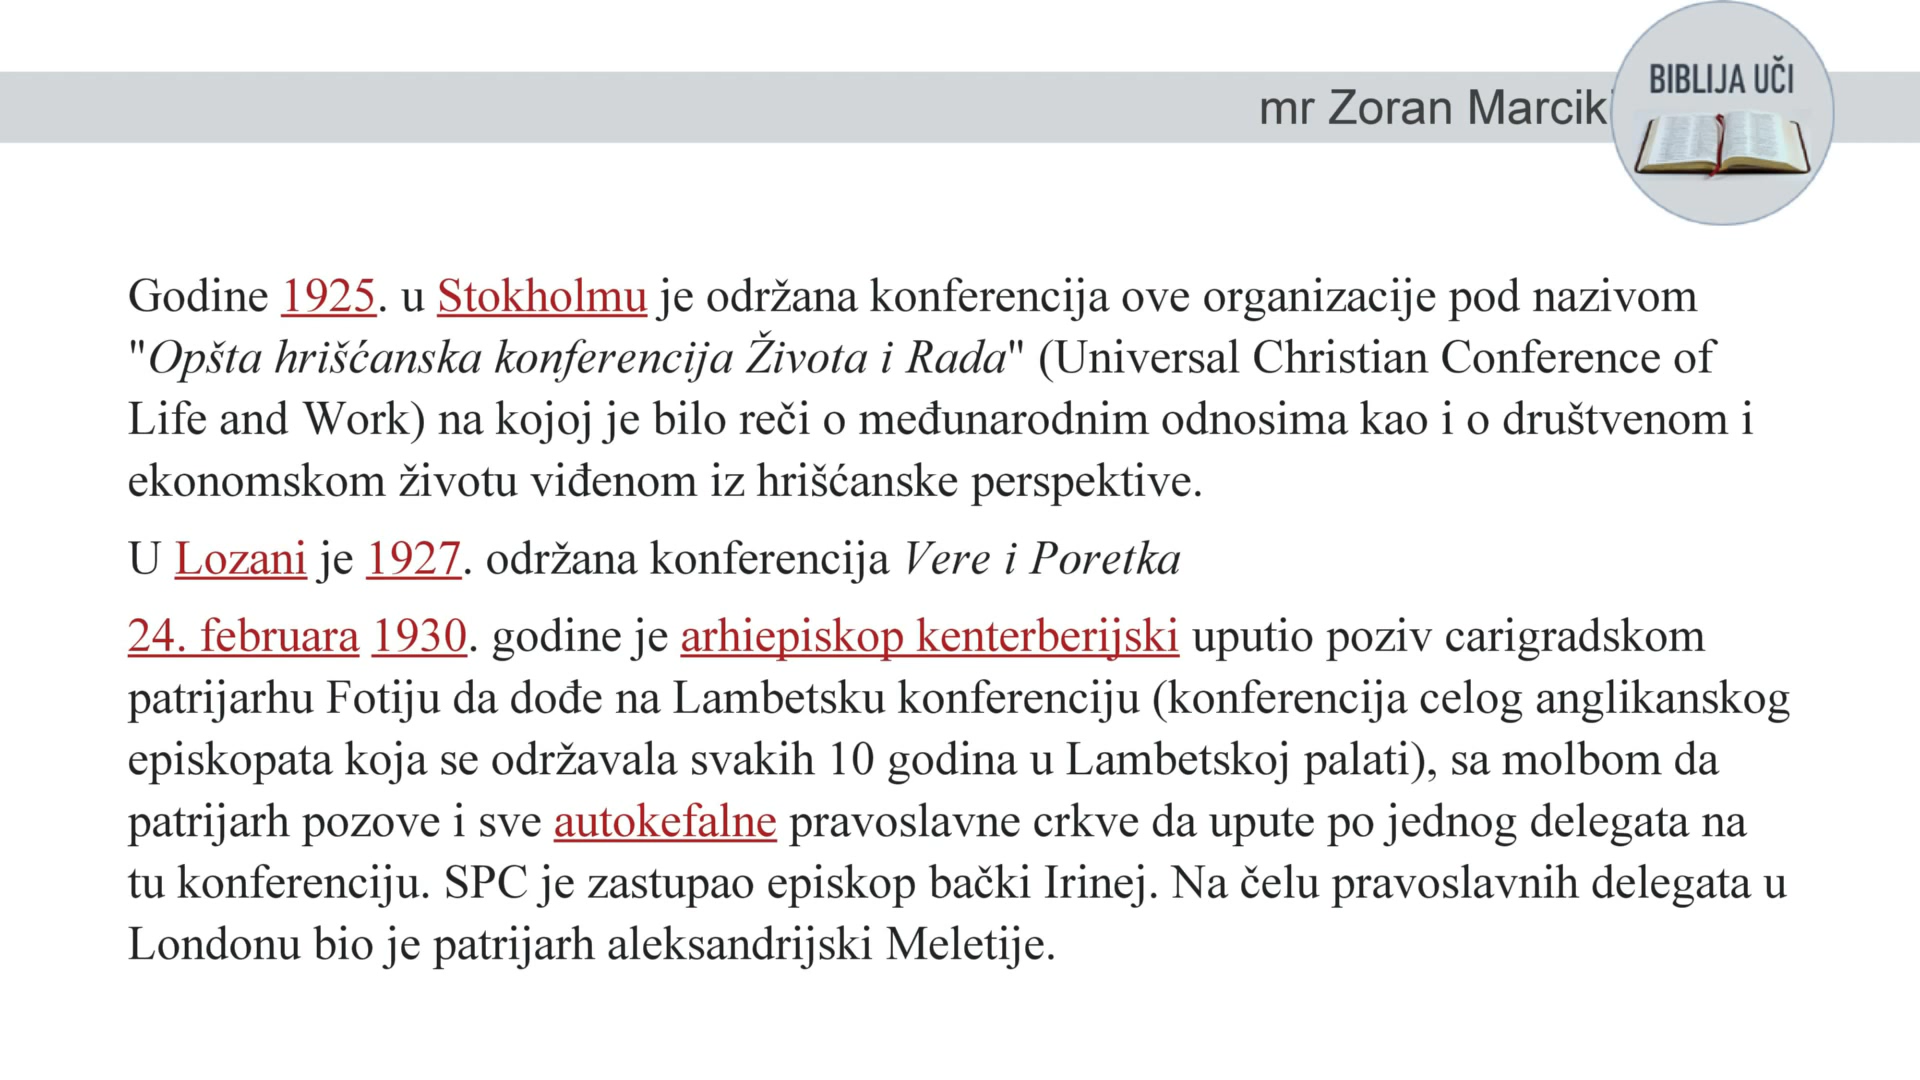 mr Zoran Marcik
BIBLIJA UČI
Godine 1925. u Stokholmu je održana konferencija ove organizacije pod nazivom
"Opšta hrišćanska konferencija Života i Rada" (Universal Christian Conference of
Life and Work) na kojoj je bilo reči o međunarodnim odnosima kao i o društvenom i
ekonomskom životu viđenom iz hrišćanske perspektive.
U Lozani je 1927. održana konferencija Vere i Poretka
24. februara 1930. godine je arhiepiskop kenterberijski uputio poziv carigradskom
patrijarhu Fotiju da dođe na Lambetsku konferenciju (konferencija celog anglikanskog
episkopata koja se održavala svakih 10 godina u Lambetskoj palati), sa molbom da
patrijarh pozove i sve autokefalne pravoslavne crkve da upute po jednog delegata na
tu konferenciju. SPC je zastupao episkop bački Irinej. Na čelu pravoslavnih delegata u
Londonu bio je patrijarh aleksandrijski Meletije.